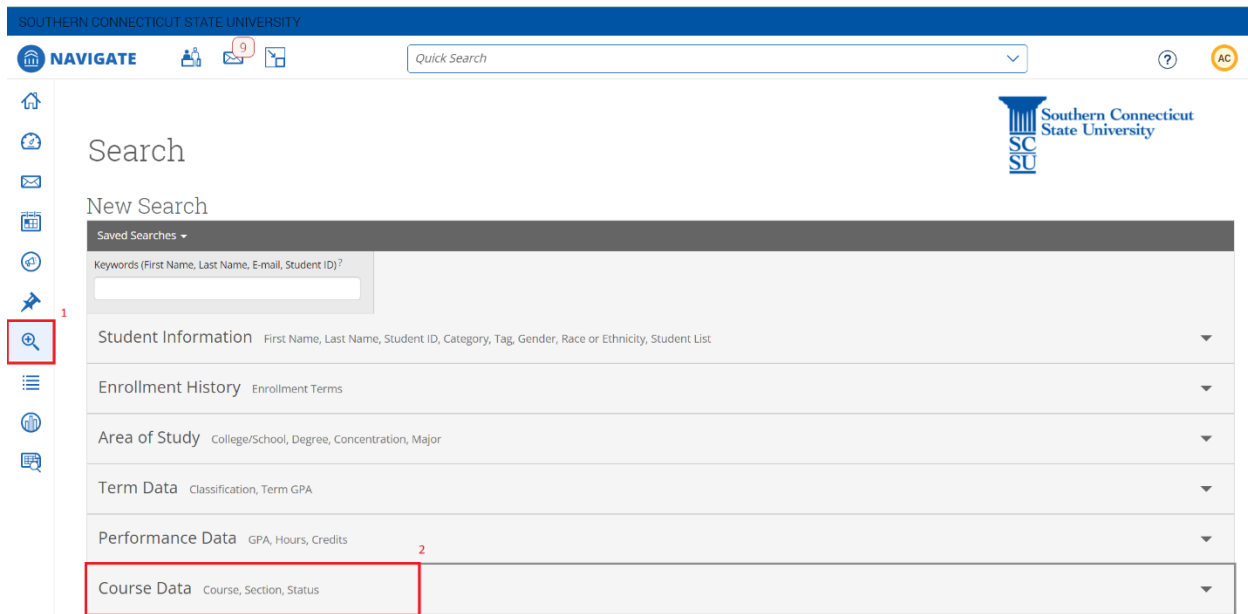 SOUTHERN CONNECTICUT STATE UNIVERSITY
NAVIGATE 9 Quick Search ? AC
Southern Connecticut
State University
SC
SU
Search
New Search
Saved Searches
Keywords (First Name, Last Name, E-mail, Student ID)?
1
Student Information First Name, Last Name, Student ID, Category, Tag, Gender, Race or Ethnicity, Student List
Enrollment History Enrollment Terms
Area of Study College/School, Degree, Concentration, Major
Term Data Classification, Term GPA
Performance Data GPA, Hours, Credits
2
Course Data Course, Section, Status